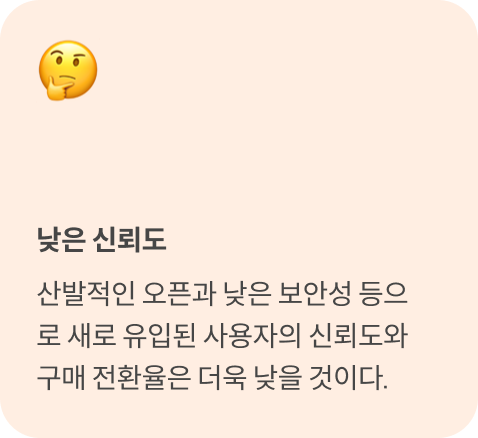 낮은 신뢰도
산발적인 오픈과 낮은 보안성 등으
로 새로 유입된 사용자의 신뢰도와
구매 전환율은 더욱 낮을 것이다.